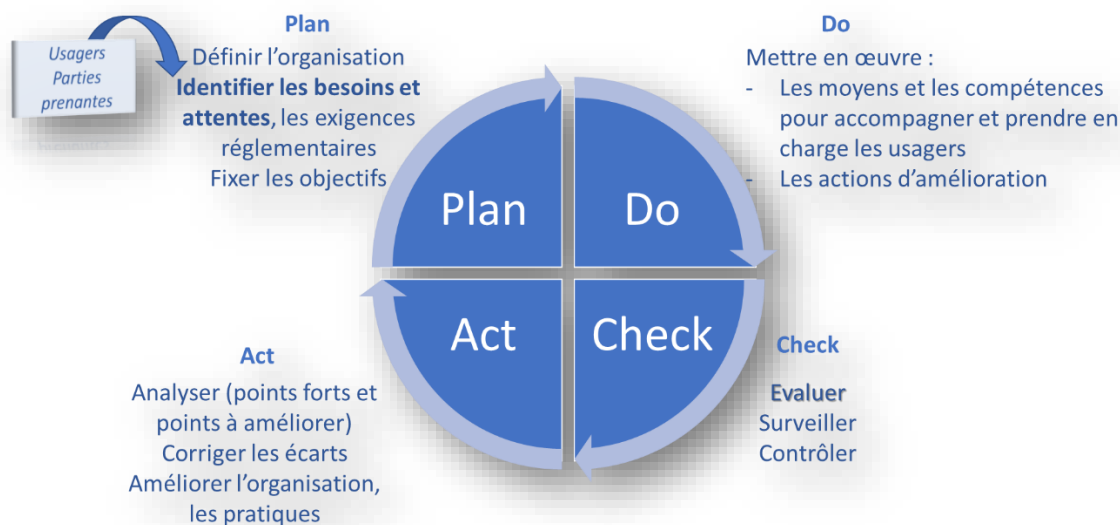 Usagers
Parties
prenantes
Plan
Définir l'organisation
Identifier les besoins et
attentes, les exigences
réglementaires
Fixer les objectifs
Do
Mettre en œuvre :
- Les moyens et les compétences
pour accompagner et prendre en
charge les usagers
- Les actions d'amélioration
Plan
Do
Act
Check
Act
Analyser (points forts et
points à améliorer)
Corriger les écarts
Améliorer l'organisation,
les pratiques
Check
Evaluer
Surveiller
Contrôler